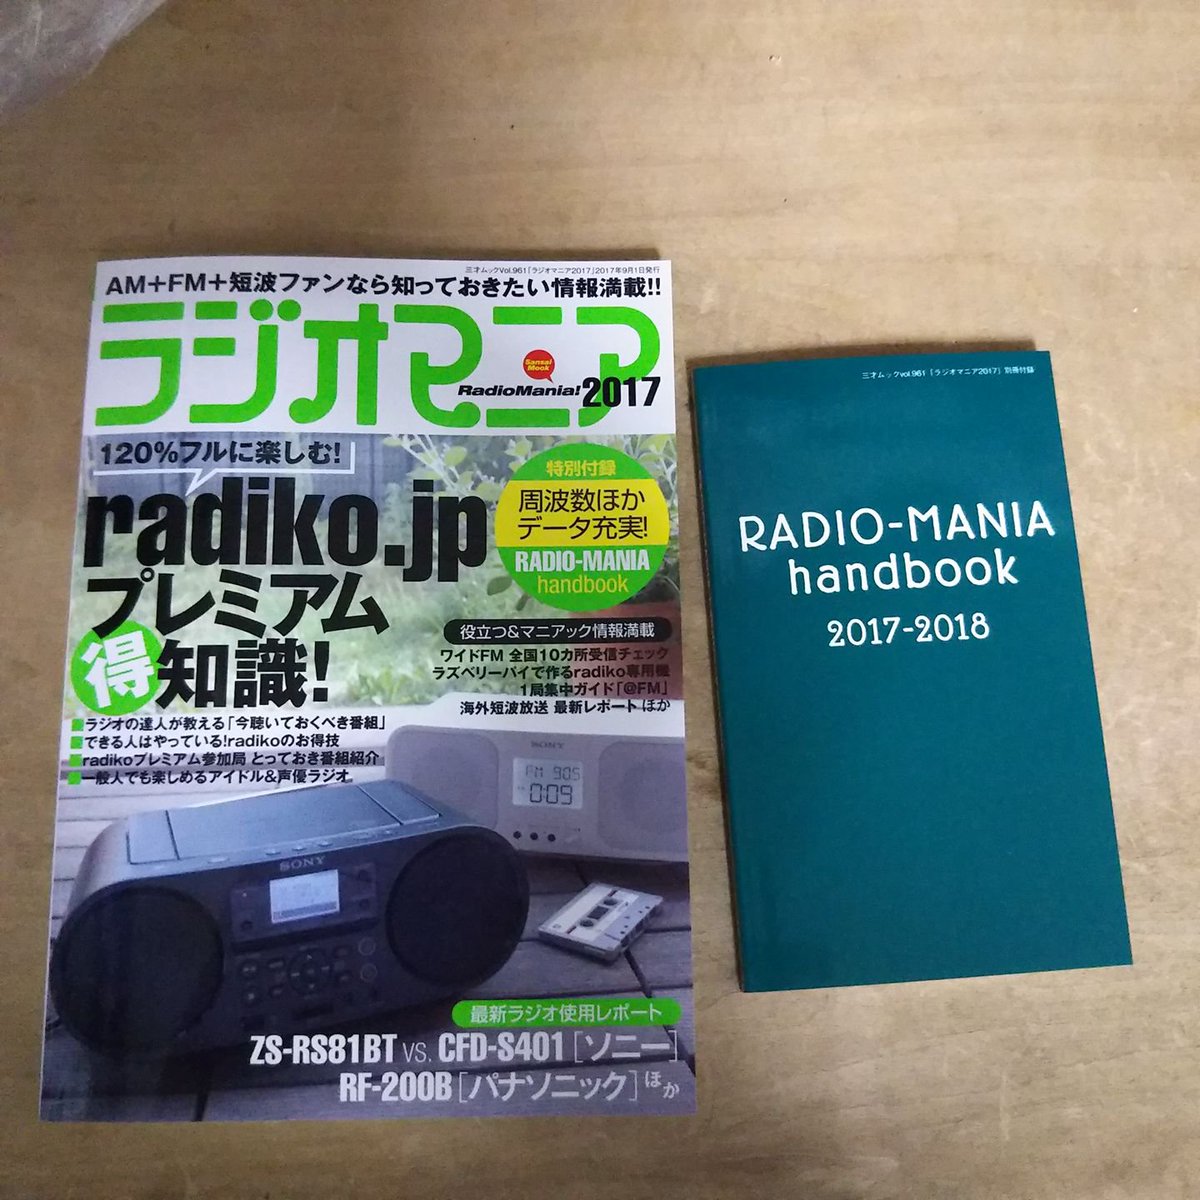 三才ムックVol.961「ラジオマニア2017」2017年9月1日発行
AM+FM+短波ファンなら知っておきたい情報満載!!
ラジオマニア
Sansai
Mook
RadioMania!
2017
120%フルに楽しむ!
radiko.jp
プレミアム
得知識!
■ラジオの達人が教える「今聴いておくべき番組」
■できる人はやっている!radikoのお得技
■radikoプレミアム参加局 とっておき番組紹介
■一般人でも楽しめるアイドル&声優ラジオ
特別付録
周波数ほか
データ充実!
RADIO-MANIA
handbook
役立つ&マニアック情報満載
ワイドFM 全国10カ所受信チェック
ラズベリーパイで作るradiko専用機
1局集中ガイド「@FM」
海外短波放送 最新レポート ほか
SONY
FM 90.5
0:09
SONY
最新ラジオ使用レポート
ZS-RS81BT VS. CFD-S401[ソニー]
RF-200B[パナソニック]ほか
三才ムックvol.961「ラジオマニア2017」別冊付録
RADIO-MANIA
handbook
2017-2018